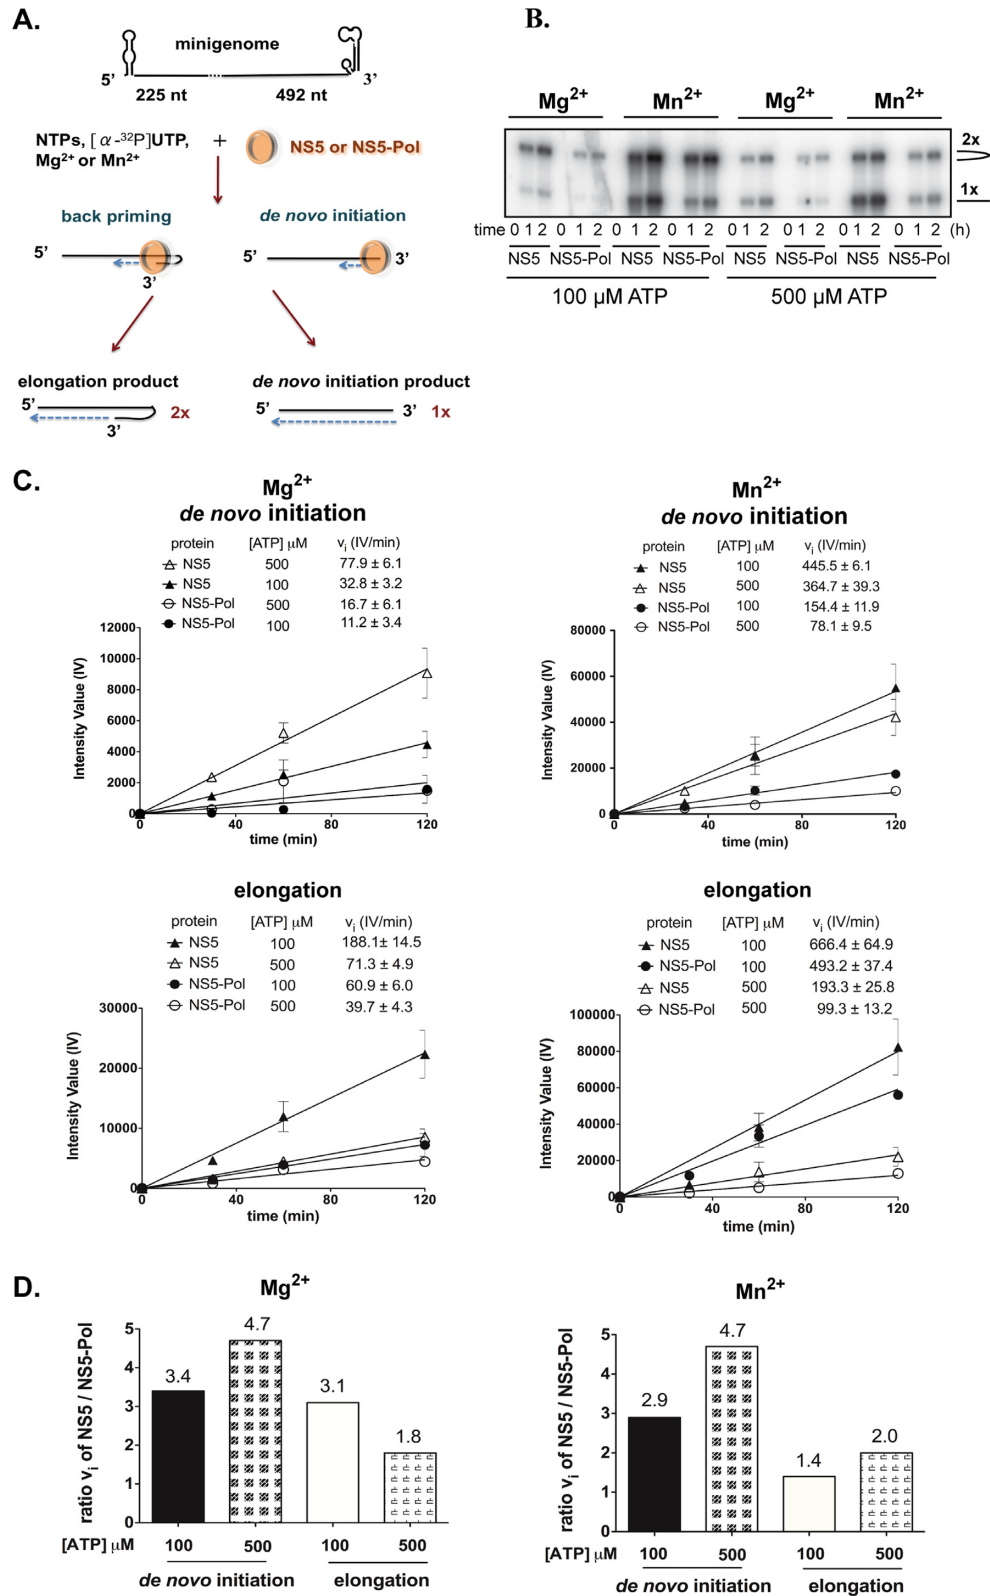 A.
minigenome
5' 3'
225 nt 492 nt
NTPs, [α-³²P]UTP,
Mg²⁺ or Mn²⁺
+
NS5 or NS5-Pol
back priming
de novo initiation
5'
3'
5' 3'
elongation product
5'
2x
3'
de novo initiation product
5' 3' 1x
B.
Mg²⁺ Mn²⁺ Mg²⁺ Mn²⁺
2x
1x
time 0 1 2 0 1 2 0 1 2 0 1 2 0 1 2 0 1 2 0 1 2 0 1 2 (h)
NS5 NS5-Pol NS5 NS5-Pol NS5 NS5-Pol NS5 NS5-Pol
100 µM ATP 500 µM ATP
C.
Mg²⁺
de novo initiation
protein [ATP] µM vᵢ (IV/min)
NS5 500 77.9 ± 6.1
NS5 100 32.8 ± 3.2
NS5-Pol 500 16.7 ± 6.1
NS5-Pol 100 11.2 ± 3.4
Intensity Value (IV)
12000
10000
8000
6000
4000
2000
0
0 40 80 120
time (min)
Mn²⁺
de novo initiation
protein [ATP] µM vᵢ (IV/min)
NS5 100 445.5 ± 6.1
NS5 500 364.7 ± 39.3
NS5-Pol 100 154.4 ± 11.9
NS5-Pol 500 78.1 ± 9.5
Intensity Value (IV)
80000
60000
40000
20000
0
0 40 80 120
time (min)
elongation
protein [ATP] µM vᵢ (IV/min)
NS5 100 188.1 ± 14.5
NS5 500 71.3 ± 4.9
NS5-Pol 100 60.9 ± 6.0
NS5-Pol 500 39.7 ± 4.3
Intensity Value (IV)
30000
20000
10000
0
0 40 80 120
time (min)
elongation
protein [ATP] µM vᵢ (IV/min)
NS5 100 666.4 ± 64.9
NS5-Pol 100 493.2 ± 37.4
NS5 500 193.3 ± 25.8
NS5-Pol 500 99.3 ± 13.2
Intensity Value (IV)
100000
80000
60000
40000
20000
0
0 40 80 120
time (min)
D.
Mg²⁺
ratio vᵢ of NS5 / NS5-Pol
5
4
3
2
1
0
3.4 4.7 3.1 1.8
[ATP] µM 100 500 100 500
de novo initiation elongation
Mn²⁺
ratio vᵢ of NS5 / NS5-Pol
5
4
3
2
1
0
2.9 4.7 1.4 2.0
[ATP] µM 100 500 100 500
de novo initiation elongation